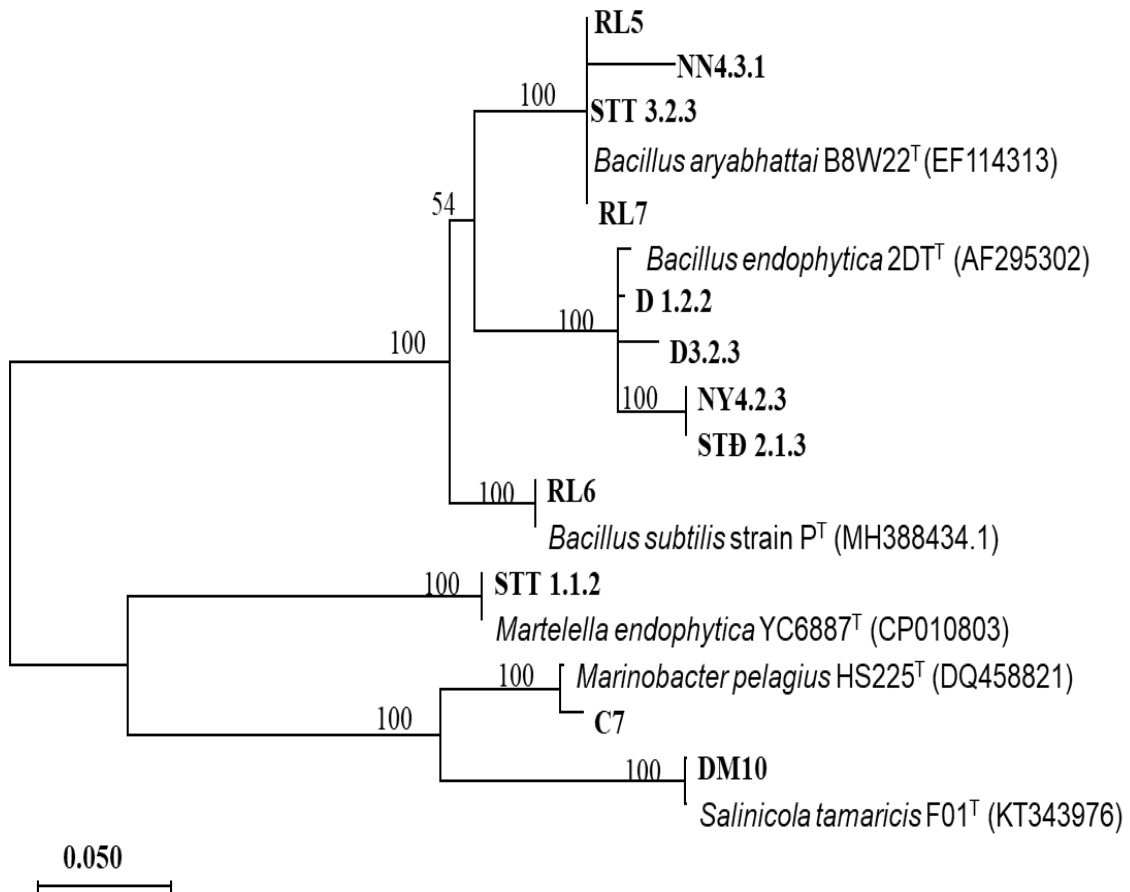 RL5
NN4.3.1
100
STT 3.2.3
Bacillus aryabhattai B8W22ᵀ (EF114313)
54
RL7
Bacillus endophytica 2DTᵀ (AF295302)
D 1.2.2
100
100
D3.2.3
100
NY4.2.3
STĐ 2.1.3
100
RL6
Bacillus subtilis strain Pᵀ (MH388434.1)
100
STT 1.1.2
Martelella endophytica YC6887ᵀ (CP010803)
100
Marinobacter pelagius HS225ᵀ (DQ458821)
100
C7
100
DM10
Salinicola tamaricis F01ᵀ (KT343976)
0.050